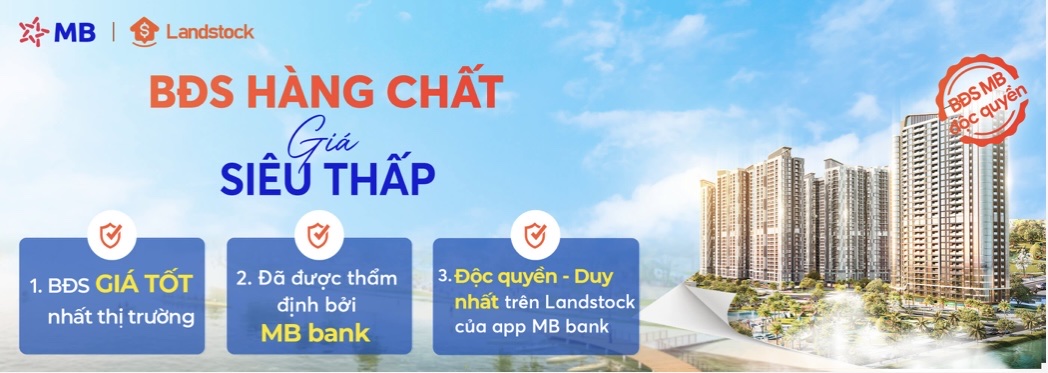 MB | Landstock
BĐS HÀNG CHẤT
Giá
SIÊU THẤP
BĐS MB
độc quyền
1. BĐS GIÁ TỐT
nhất thị trường
2. Đã được thẩm
định bởi
MB bank
3. Độc quyền - Duy
nhất trên Landstock
của app MB bank